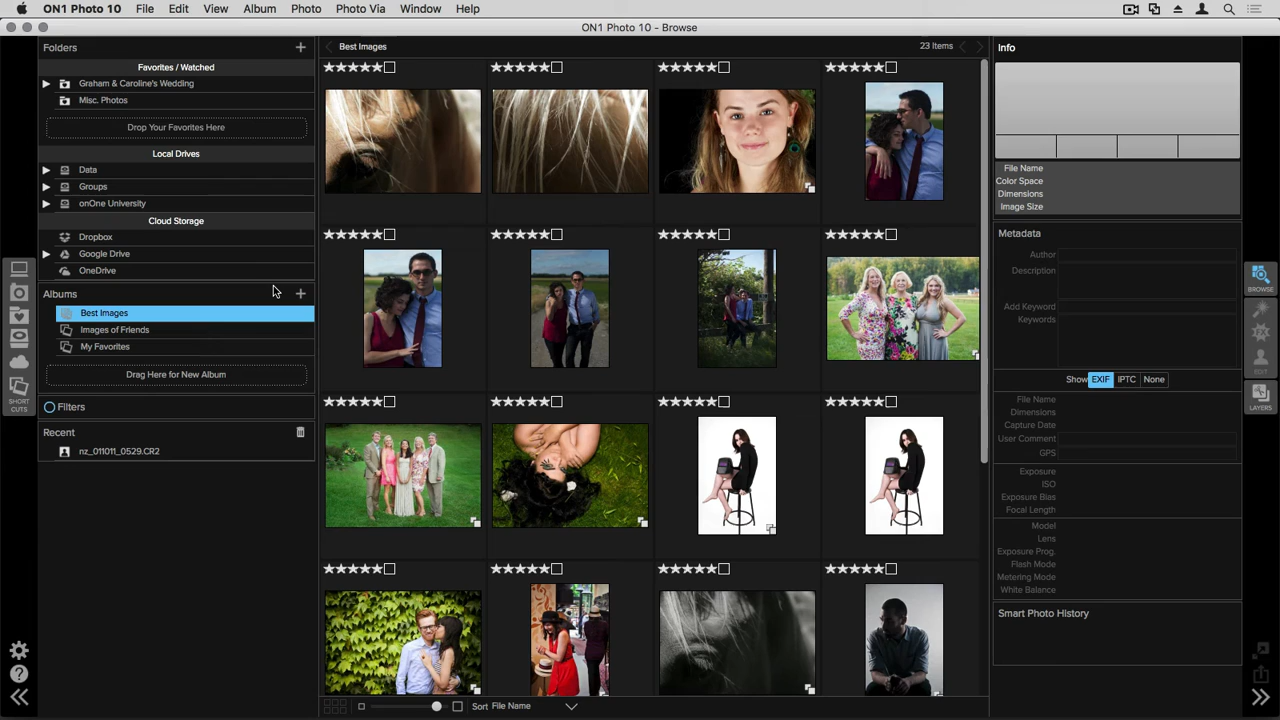 ON1 Photo 10 File Edit View Album Photo Photo Via Window Help
ON1 Photo 10 - Browse
Folders
Favorites / Watched
Graham & Caroline's Wedding
Misc. Photos
Drop Your Favorites Here
Local Drives
Data
Groups
onOne University
Cloud Storage
Dropbox
Google Drive
OneDrive
Albums
Best Images
Images of Friends
My Favorites
Drag Here for New Album
Filters
Recent
nz_011011_0529.CR2
SHORT
CUTS
Best Images 23 Items
Sort File Name
Info
File Name
Color Space
Dimensions
Image Size
Metadata
Author
Description
Add Keyword
Keywords
Show EXIF IPTC None
File Name
Dimensions
Capture Date
User Comment
GPS
Exposure
ISO
Exposure Bias
Focal Length
Model
Lens
Exposure Prog.
Flash Mode
Metering Mode
White Balance
Smart Photo History
BROWSE
EDIT
LAYERS